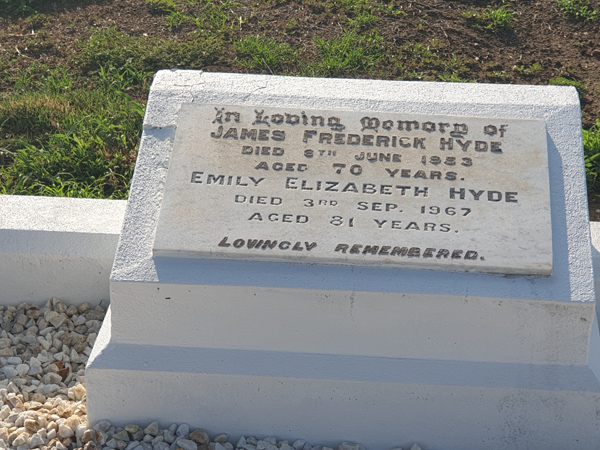 In Loving Memory of
JAMES FREDERICK HYDE
DIED 8TH JUNE 1953
AGED 70 YEARS.
EMILY ELIZABETH HYDE
DIED 3RD SEP. 1967
AGED 81 YEARS.
LOVINGLY REMEMBERED.